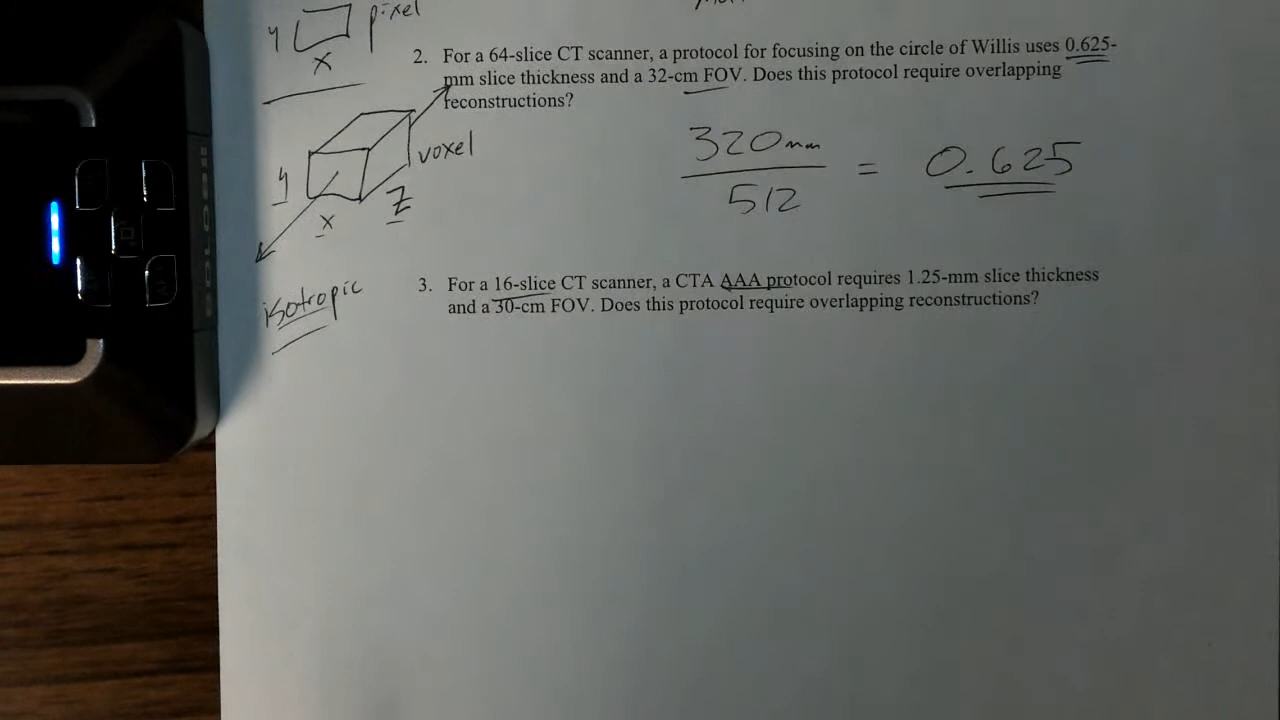 y
pixel
x
2. For a 64-slice CT scanner, a protocol for focusing on the circle of Willis uses 0.625-
mm slice thickness and a 32-cm FOV. Does this protocol require overlapping
reconstructions?
voxel
y
x
z
320mm
512
= 0.625
isotropic
3. For a 16-slice CT scanner, a CTA AAA protocol requires 1.25-mm slice thickness
and a 30-cm FOV. Does this protocol require overlapping reconstructions?